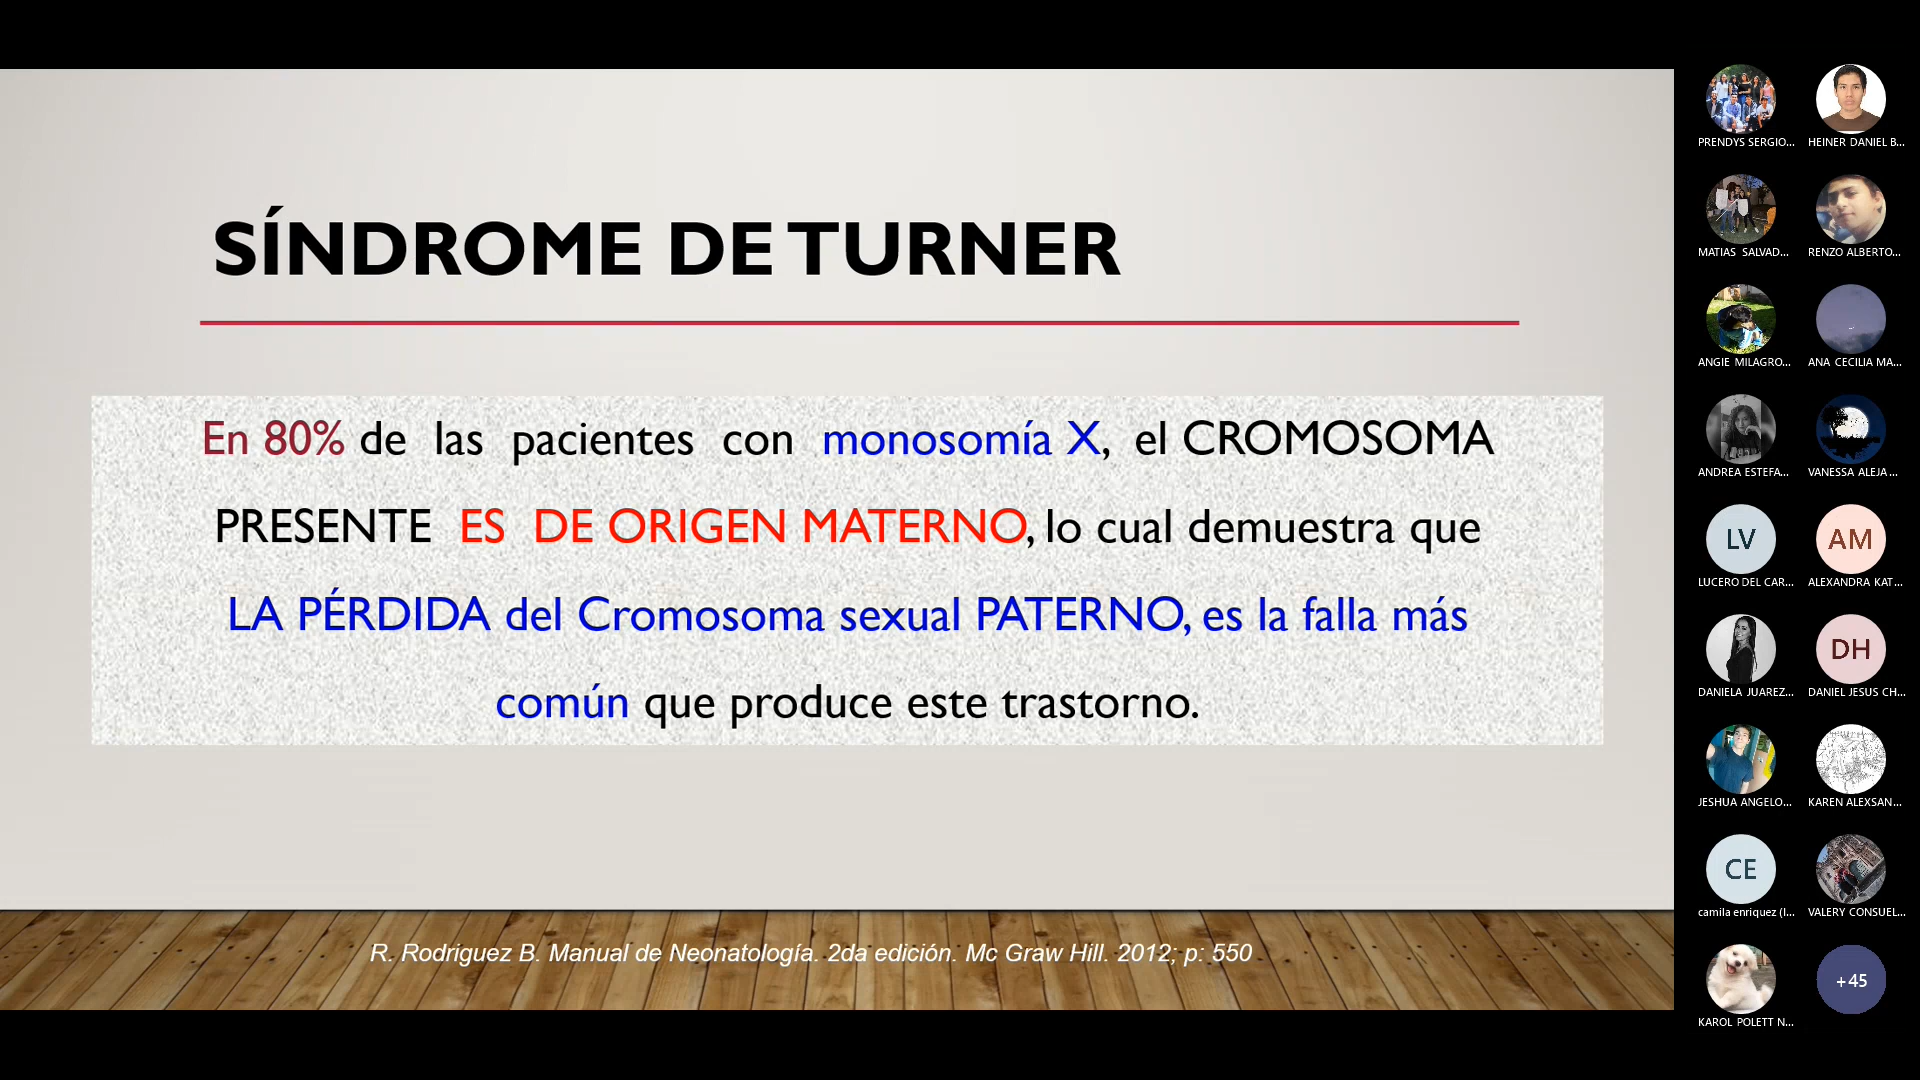 SÍNDROME DE TURNER
En 80% de las pacientes con monosomía X, el CROMOSOMA
PRESENTE ES DE ORIGEN MATERNO, lo cual demuestra que
LA PÉRDIDA del Cromosoma sexual PATERNO, es la falla más
común que produce este trastorno.
R. Rodríguez B. Manual de Neonatología. 2da edición. Mc Graw Hill. 2012; p: 550
PRENDYS SERGIO...
HEINER DANIEL B...
MATIAS SALVAD...
RENZO ALBERTO...
ANGIE MILAGRO...
ANA CECILIA MA...
ANDREA ESTEFA...
VANESSA ALEJA...
LV
AM
LUCERO DEL CAR...
ALEXANDRA KAT...
DH
DANIELA JUAREZ...
DANIEL JESUS CH...
JESHUA ANGELO...
KAREN ALEXSAN...
CE
camila enriquez (I...
VALERY CONSUEL...
+45
KAROL POLETT N...